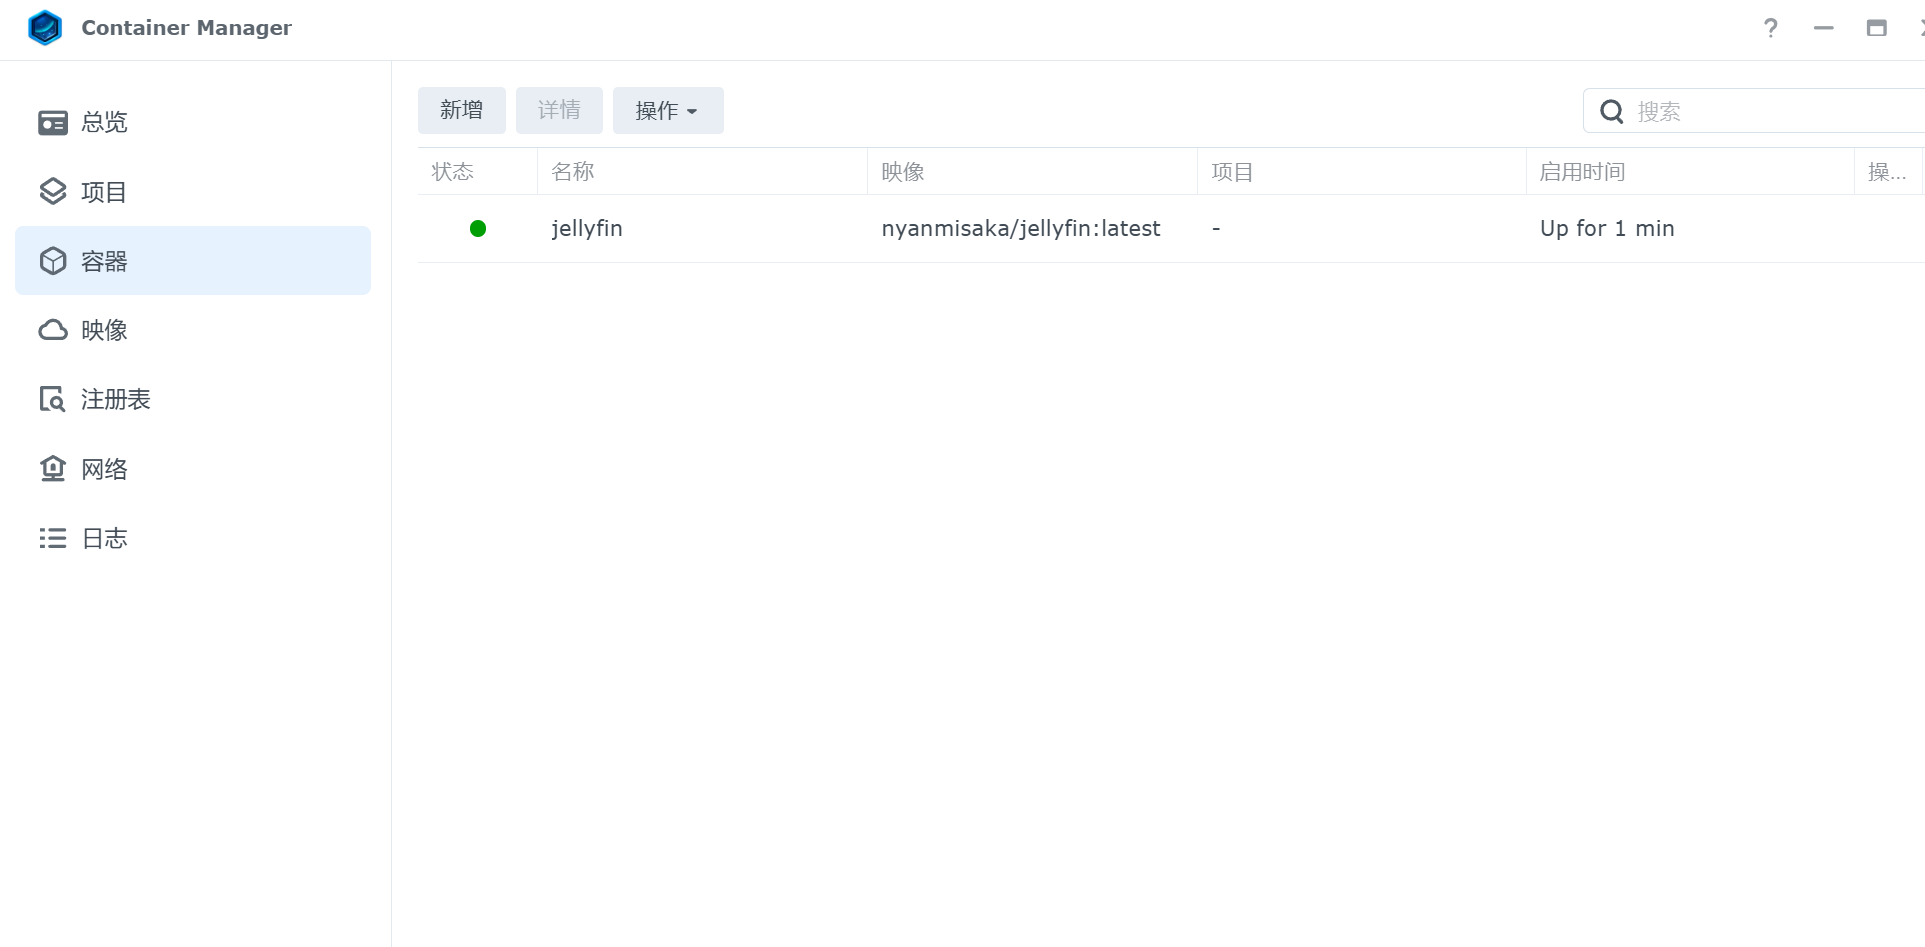 Container Manager
总览
项目
容器
映像
注册表
网络
日志
新增 详情 操作
搜索
状态 名称 映像 项目 启用时间 操...
jellyfin nyanmisaka/jellyfin:latest - Up for 1 min